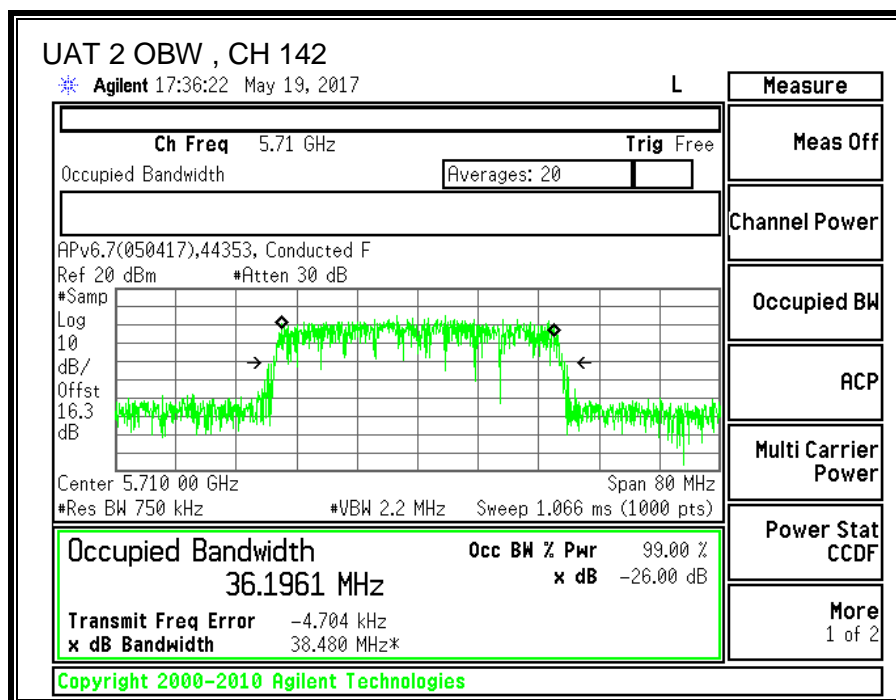 UAT 2 OBW , CH 142
Agilent 17:36:22 May 19, 2017 L
Measure
Ch Freq 5.71 GHz Trig Free
Meas Off
Occupied Bandwidth Averages: 20
Channel Power
APv6.7(050417),44353, Conducted F
Ref 20 dBm #Atten 30 dB
#Samp
Log
10
dB/
Offst
16.3
dB
Occupied BW
ACP
Center 5.710 00 GHz Span 80 MHz
#Res BW 750 kHz #VBW 2.2 MHz Sweep 1.066 ms (1000 pts)
Multi Carrier
Power
Occupied Bandwidth Occ BW % Pwr 99.00 %
36.1961 MHz x dB -26.00 dB
Power Stat
CCDF
Transmit Freq Error -4.704 kHz
x dB Bandwidth 38.480 MHz*
More
1 of 2
Copyright 2000-2010 Agilent Technologies